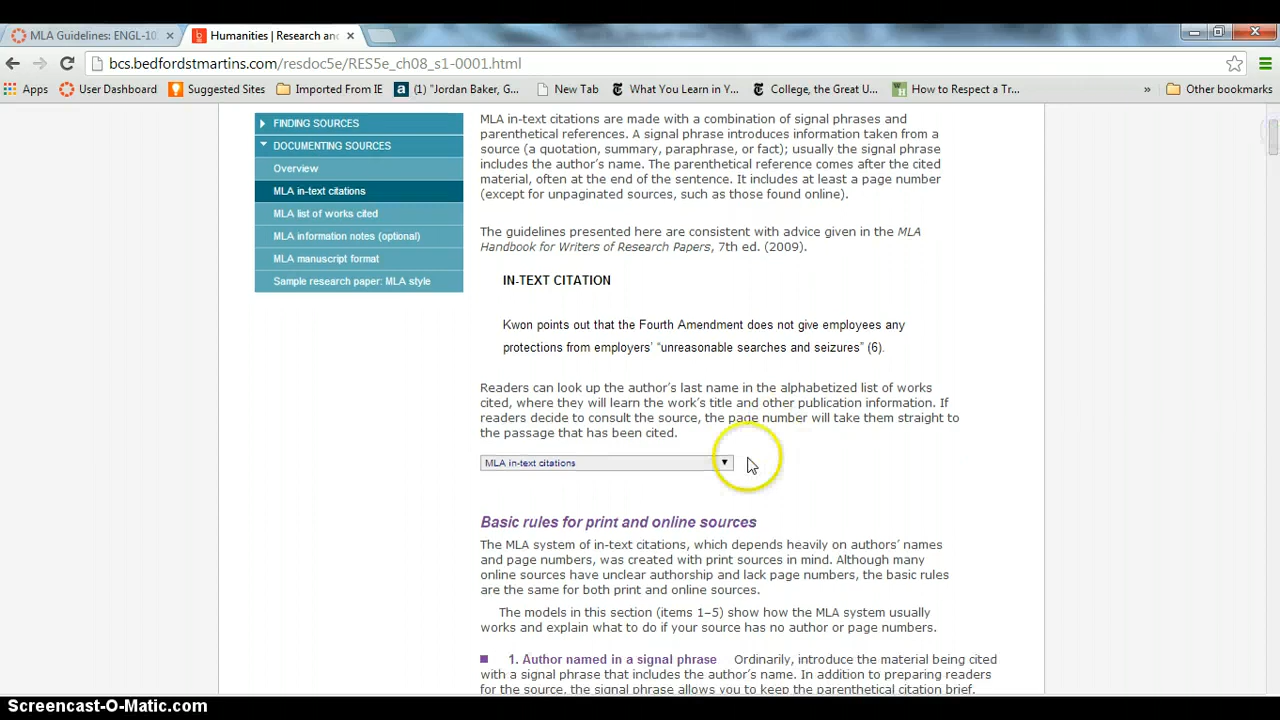 MLA Guidelines: ENGL-10
Humanities | Research and
bcs.bedfordstmartins.com/resdoc5e/RES5e_ch08_s1-0001.html
Apps
User Dashboard
Suggested Sites
Imported From IE
(1) "Jordan Baker, G...
New Tab
What You Learn in Y...
College, the Great U...
How to Respect a Tr...
»
Other bookmarks
FINDING SOURCES
DOCUMENTING SOURCES
Overview
MLA in-text citations
MLA list of works cited
MLA information notes (optional)
MLA manuscript format
Sample research paper: MLA style
MLA in-text citations are made with a combination of signal phrases and
parenthetical references. A signal phrase introduces information taken from a
source (a quotation, summary, paraphrase, or fact); usually the signal phrase
includes the author's name. The parenthetical reference comes after the cited
material, often at the end of the sentence. It includes at least a page number
(except for unpaginated sources, such as those found online).
The guidelines presented here are consistent with advice given in the MLA
Handbook for Writers of Research Papers, 7th ed. (2009).
IN-TEXT CITATION
Kwon points out that the Fourth Amendment does not give employees any
protections from employers' “unreasonable searches and seizures” (6).
Readers can look up the author's last name in the alphabetized list of works
cited, where they will learn the work's title and other publication information. If
readers decide to consult the source, the page number will take them straight to
the passage that has been cited.
MLA in-text citations
Basic rules for print and online sources
The MLA system of in-text citations, which depends heavily on authors' names
and page numbers, was created with print sources in mind. Although many
online sources have unclear authorship and lack page numbers, the basic rules
are the same for both print and online sources.
The models in this section (items 1–5) show how the MLA system usually
works and explain what to do if your source has no author or page numbers.
1. Author named in a signal phrase Ordinarily, introduce the material being cited
with a signal phrase that includes the author's name. In addition to preparing readers
for the source, the signal phrase allows you to keep the parenthetical citation brief.
Screencast-O-Matic.com